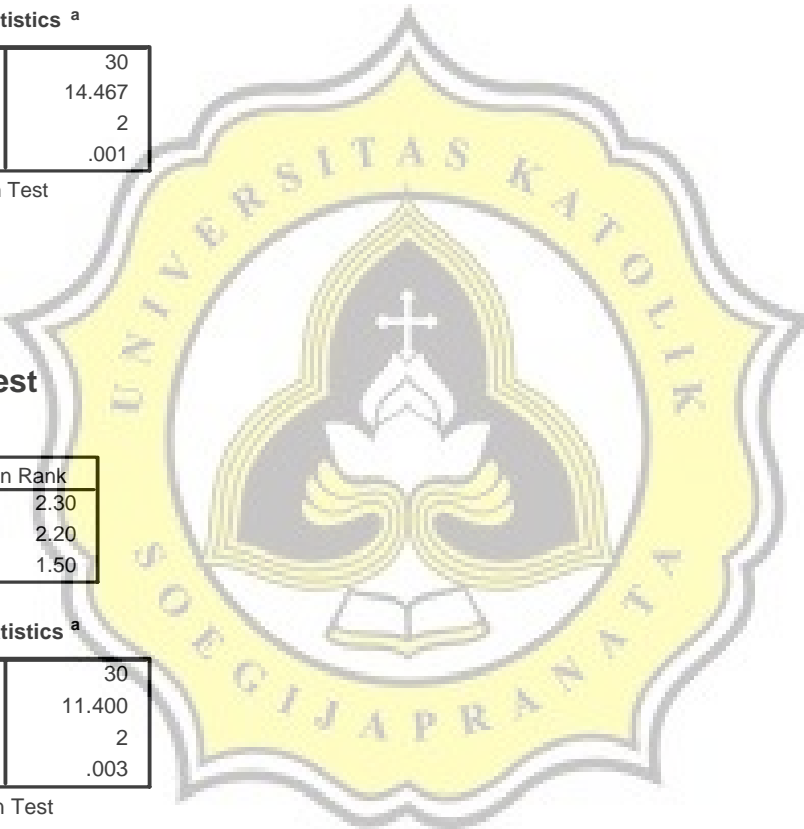 tistics a
30
14.467
2
.001
n Test
est
n Rank
2.30
2.20
1.50
tistics a
30
11.400
2
.003
n Test
UNIVERSITAS KATOLIK
SOEGIJAPRANATA